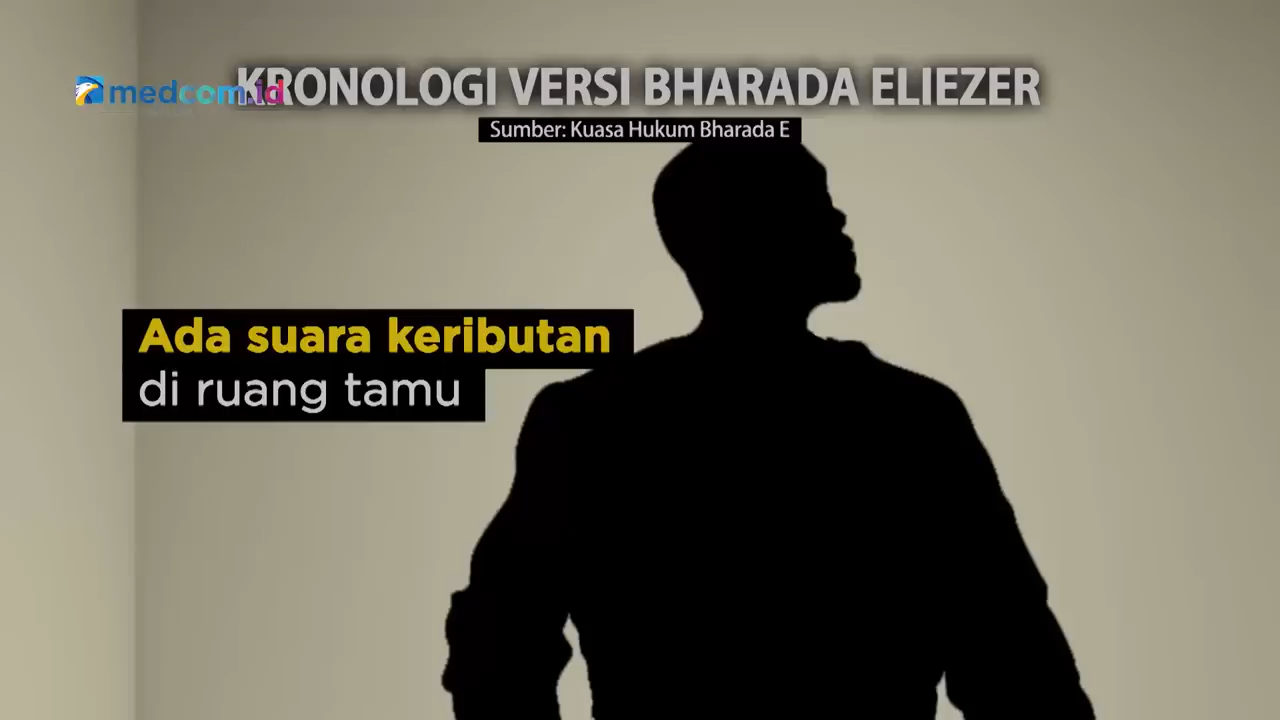 KRONOLOGI VERSI BHARADA ELIEZER
medcom.id
Sumber: Kuasa Hukum Bharada E
Ada suara keributan
di ruang tamu